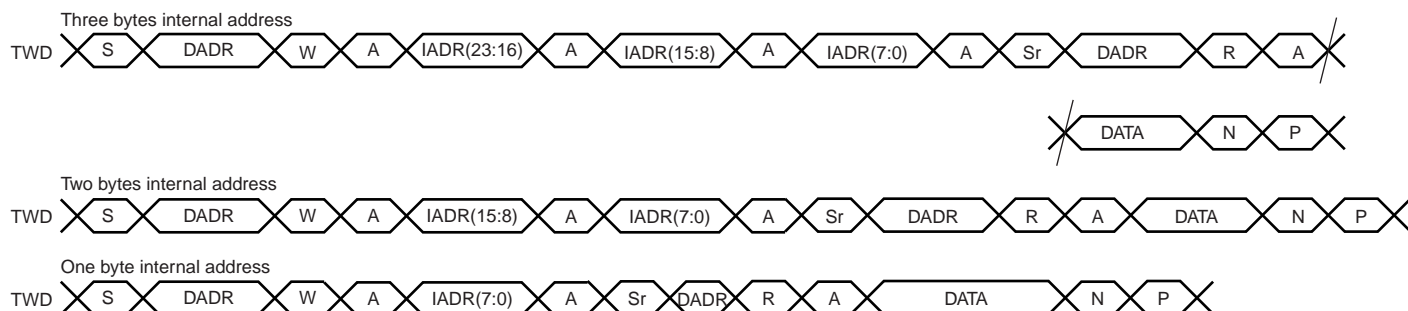 Three bytes internal address
TWD S DADR W A IADR(23:16) A IADR(15:8) A IADR(7:0) A Sr DADR R A
DATA N P
Two bytes internal address
TWD S DADR W A IADR(15:8) A IADR(7:0) A Sr DADR R A DATA N P
One byte internal address
TWD S DADR W A IADR(7:0) A Sr DADR R A DATA N P